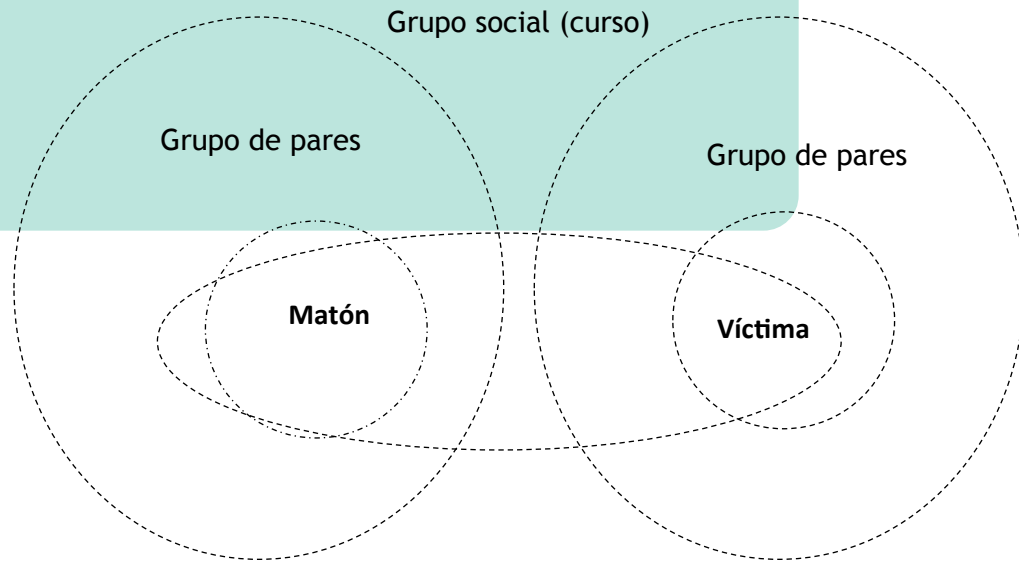 Grupo social (curso)
Grupo de pares
Grupo de pares
Matón
Víctima